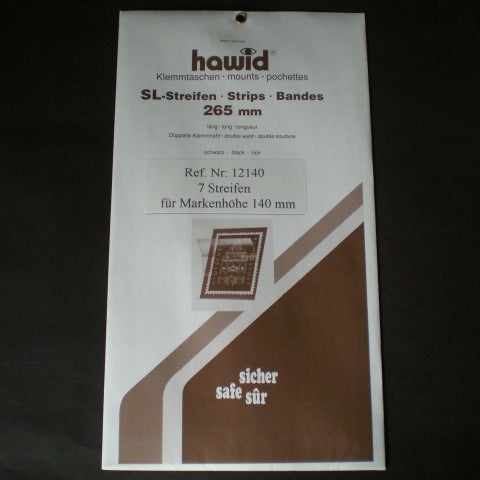 hawid®
Klemmtaschen · mounts · pochettes
SL-Streifen · Strips · Bandes
265 mm
lang · long · longueur
Doppelte Klemmnaht · double weld · double soudure
schwarz · black · noir
Ref. Nr: 12140
7 Streifen
für Markenhöhe 140 mm
sicher
safe sûr